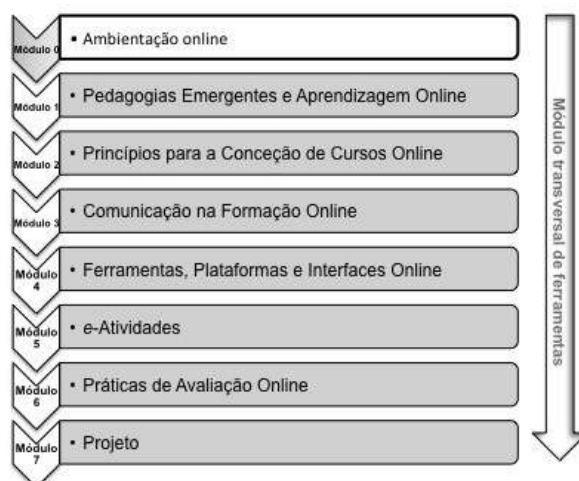 Módulo 0
• Ambientação online
Módulo 1
• Pedagogias Emergentes e Aprendizagem Online
Módulo 2
• Princípios para a Conceção de Cursos Online
Módulo 3
• Comunicação na Formação Online
Módulo
4
• Ferramentas, Plataformas e Interfaces Online
Módulo
5
• e-Atividades
Módulo
6
• Práticas de Avaliação Online
Módulo
7
• Projeto
Módulo transversal de ferramentas